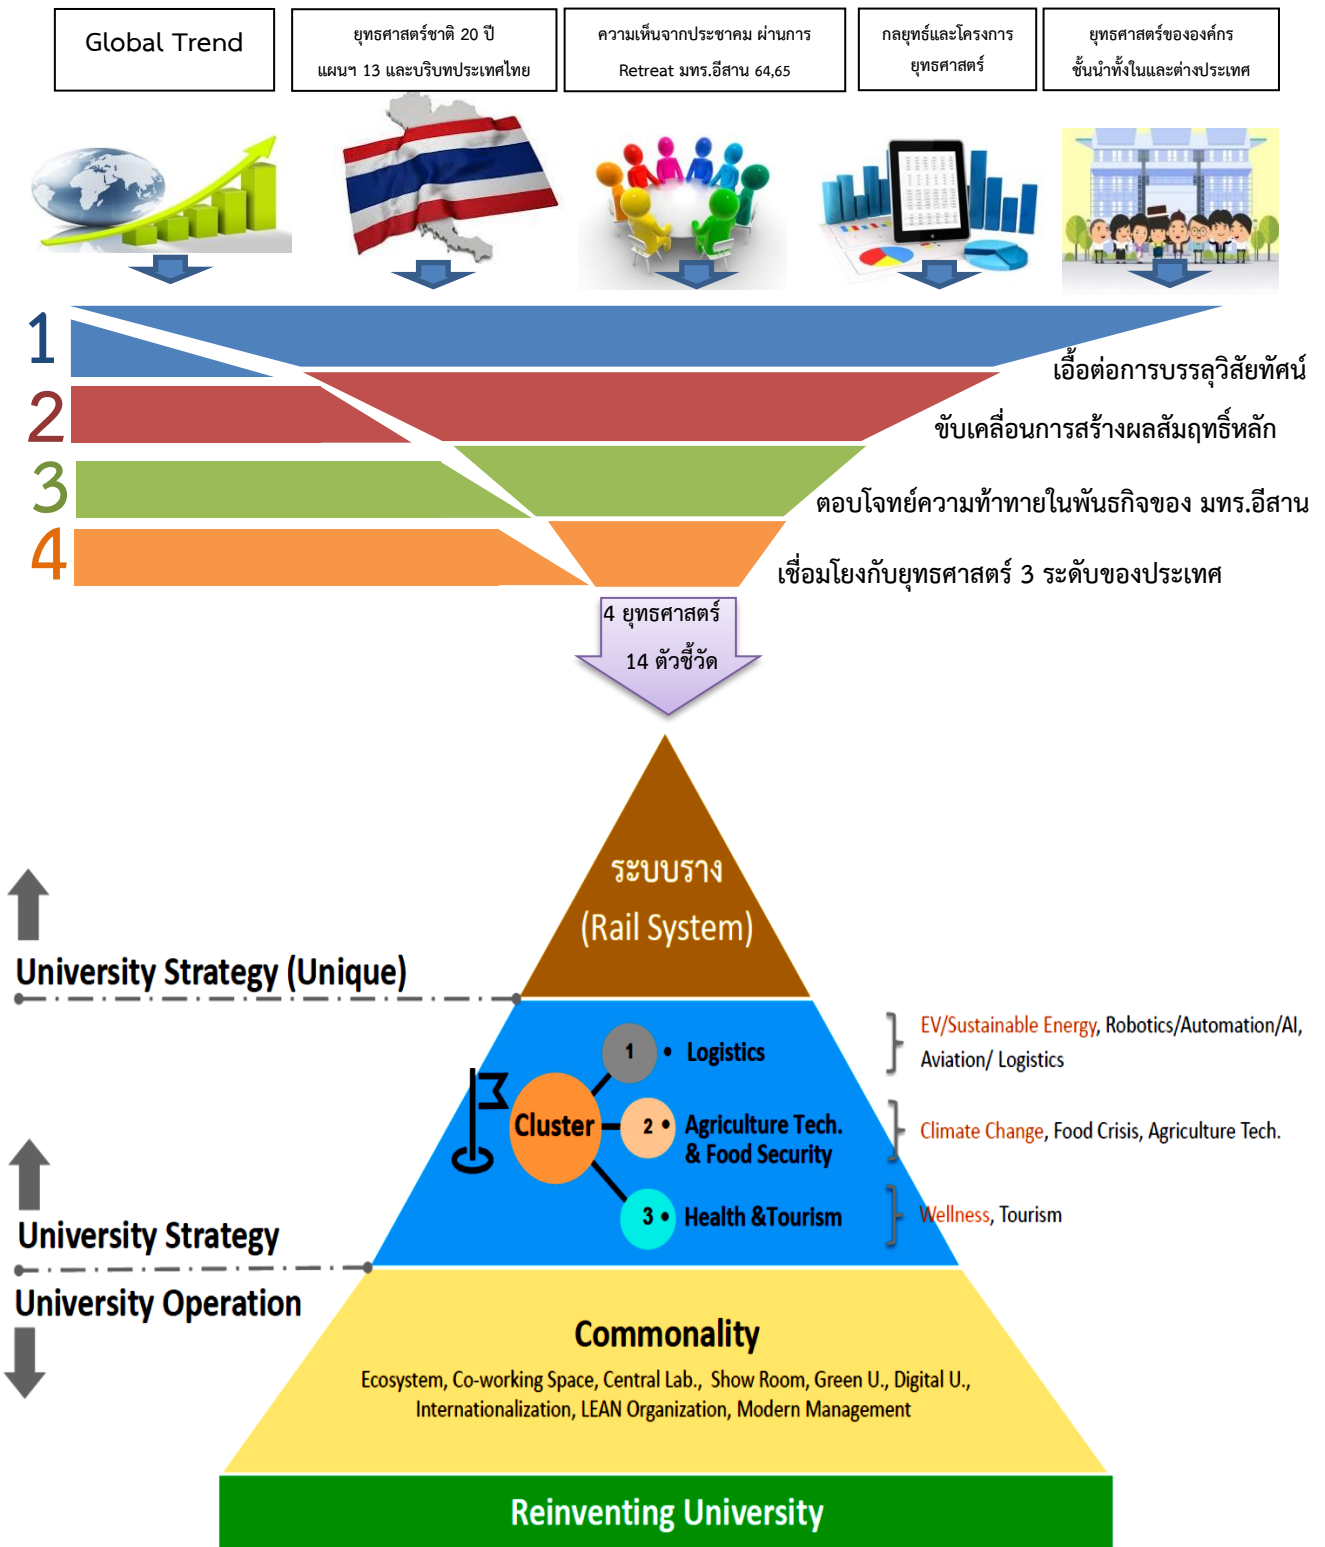 Global Trend
ยุทธศาสตร์ชาติ 20 ปี
แผนฯ 13 และบริบทประเทศไทย
ความเห็นจากประชาคม ผ่านการ
Retreat มทร.อีสาน 64,65
กลยุทธ์และโครงการ
ยุทธศาสตร์
ยุทธศาสตร์ขององค์กร
ชั้นนำทั้งในและต่างประเทศ
1
เอื้อต่อการบรรลุวิสัยทัศน์
2
ขับเคลื่อนการสร้างผลสัมฤทธิ์หลัก
3
ตอบโจทย์ความท้าทายในพันธกิจของ มทร.อีสาน
4
เชื่อมโยงกับยุทธศาสตร์ 3 ระดับของประเทศ
4 ยุทธศาสตร์
14 ตัวชี้วัด
ระบบราง
(Rail System)
University Strategy (Unique)
Cluster
1 • Logistics
EV/Sustainable Energy, Robotics/Automation/AI,
Aviation/ Logistics
2 • Agriculture Tech.
& Food Security
Climate Change, Food Crisis, Agriculture Tech.
3 • Health &Tourism
Wellness, Tourism
University Strategy
University Operation
Commonality
Ecosystem, Co-working Space, Central Lab., Show Room, Green U., Digital U.,
Internationalization, LEAN Organization, Modern Management
Reinventing University